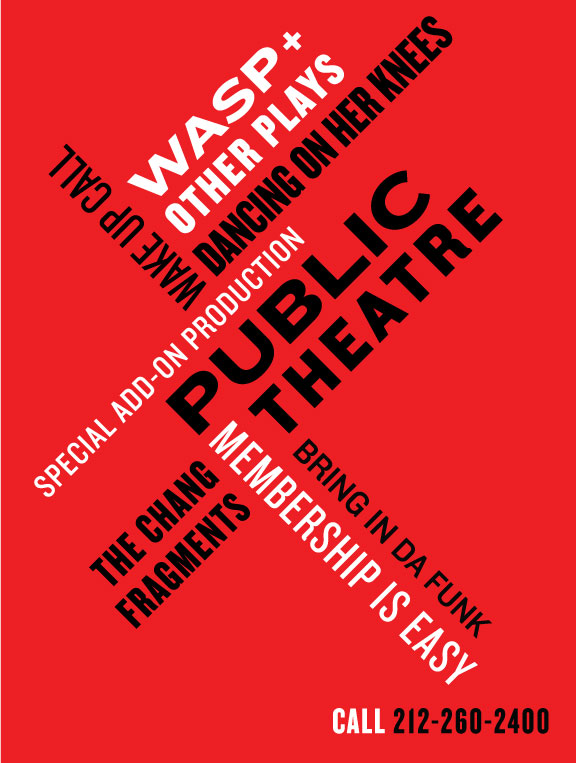 WASP+
OTHER PLAYS
DANCING ON HER KNEES
WAKE UP CALL
SPECIAL ADD-ON PRODUCTION
PUBLIC
THEATRE
MEMBERSHIP IS EASY
BRING IN DA FUNK
THE CHANG
FRAGMENTS
CALL 212-260-2400